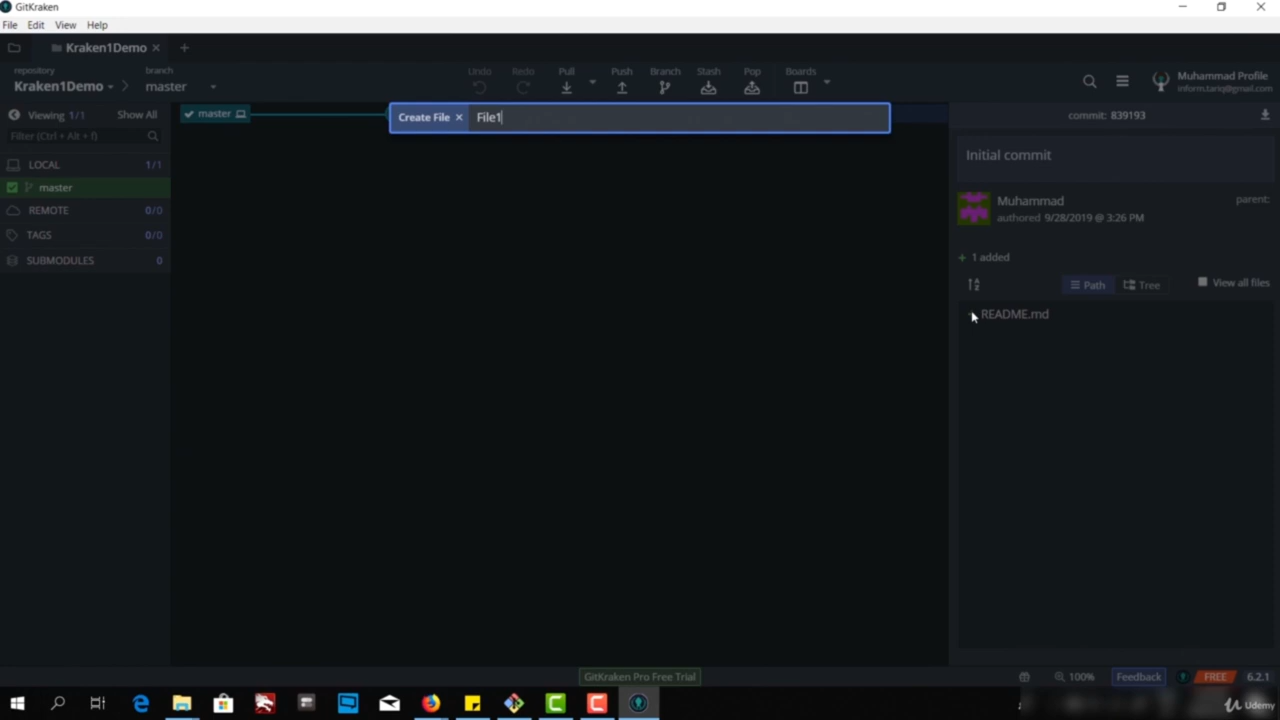 GitKraken
File Edit View Help
Kraken1Demo
repository
Kraken1Demo
branch
master
Undo Redo Pull Push Branch Stash Pop Boards
Muhammad Profile
inform.tariq@gmail.com
Viewing 1/1 Show All
Filter (Ctrl + Alt + f)
LOCAL 1/1
master
REMOTE 0/0
TAGS 0/0
SUBMODULES 0
master
Create File × File1
commit: 839193
Initial commit
Muhammad
authored 9/28/2019 @ 3:26 PM
parent:
+ 1 added
Path Tree View all files
README.md
GitKraken Pro Free Trial
100% Feedback FREE 6.2.1
Udemy